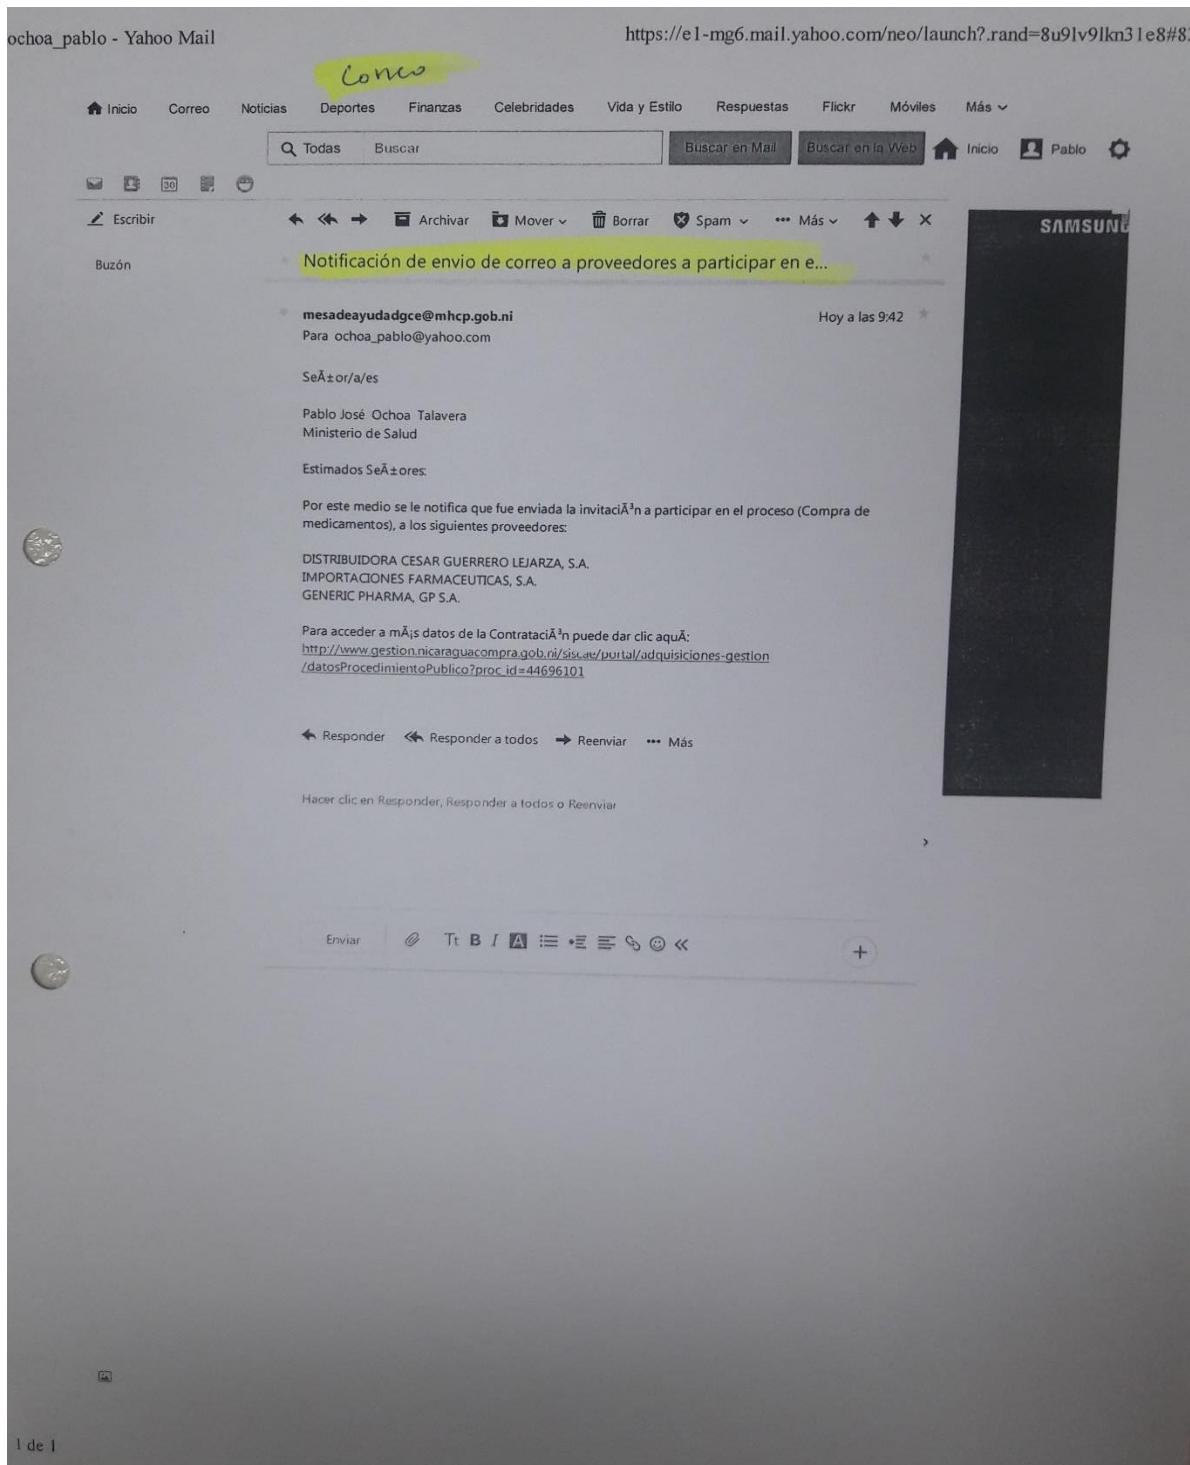 ochoa_pablo - Yahoo Mail
https://e1-mg6.mail.yahoo.com/neo/launch?.rand=8u9lv9lkn31e8#8
Inicio Correo Noticias Deportes Finanzas Celebridades Vida y Estilo Respuestas Flickr Móviles Más
Todas Buscar Buscar en Mail Buscar en la Web Inicio Pablo
30
Escribir Archivar Mover Borrar Spam Más
SAMSUNG
Buzón
Notificación de envio de correo a proveedores a participar en e...
mesadeayudadgce@mhcp.gob.ni Hoy a las 9:42
Para ochoa_pablo@yahoo.com
SeÃ±or/a/es
Pablo José Ochoa Talavera
Ministerio de Salud
Estimados SeÃ±ores:
Por este medio se le notifica que fue enviada la invitaciÃ³n a participar en el proceso (Compra de
medicamentos), a los siguientes proveedores:
DISTRIBUIDORA CESAR GUERRERO LEJARZA, S.A.
IMPORTACIONES FARMACEUTICAS, S.A.
GENERIC PHARMA, GP S.A.
Para acceder a mÃ¡s datos de la ContrataciÃ³n puede dar clic aquÃ:
http://www.gestion.nicaraguacompra.gob.ni/siscae/portal/adquisiciones-gestion
/datosProcedimientoPublico?proc_id=44696101
Responder Responder a todos Reenviar Más
Hacer clic en Responder, Responder a todos o Reenviar
Enviar Tt B I A
1 de 1